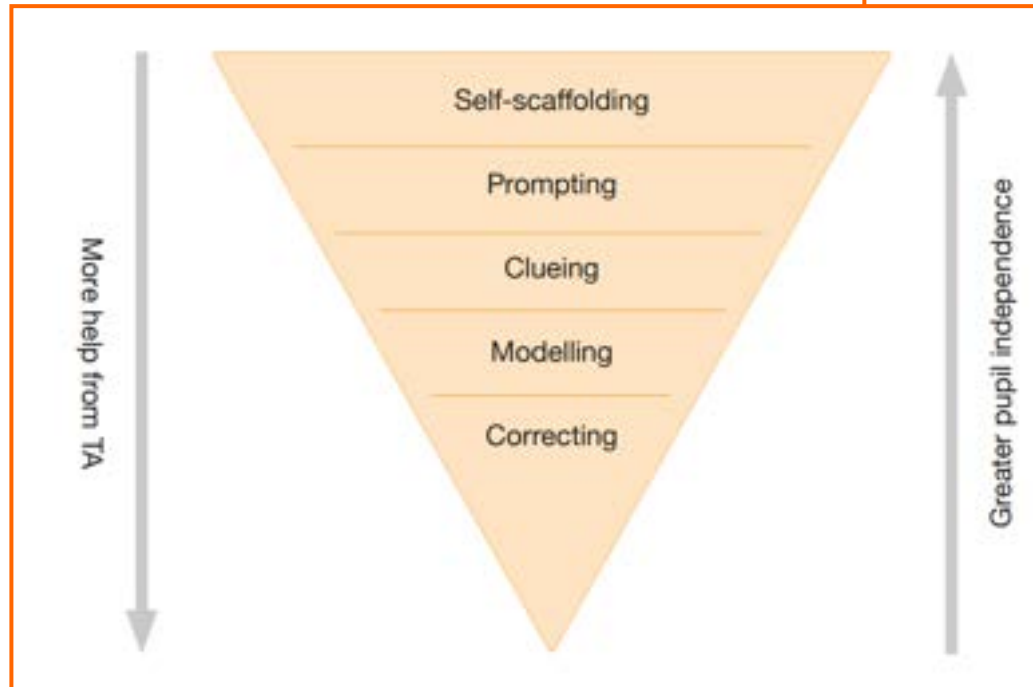 Self-scaffolding
Prompting
Clueing
Modelling
Correcting
More help from TA
Greater pupil independence